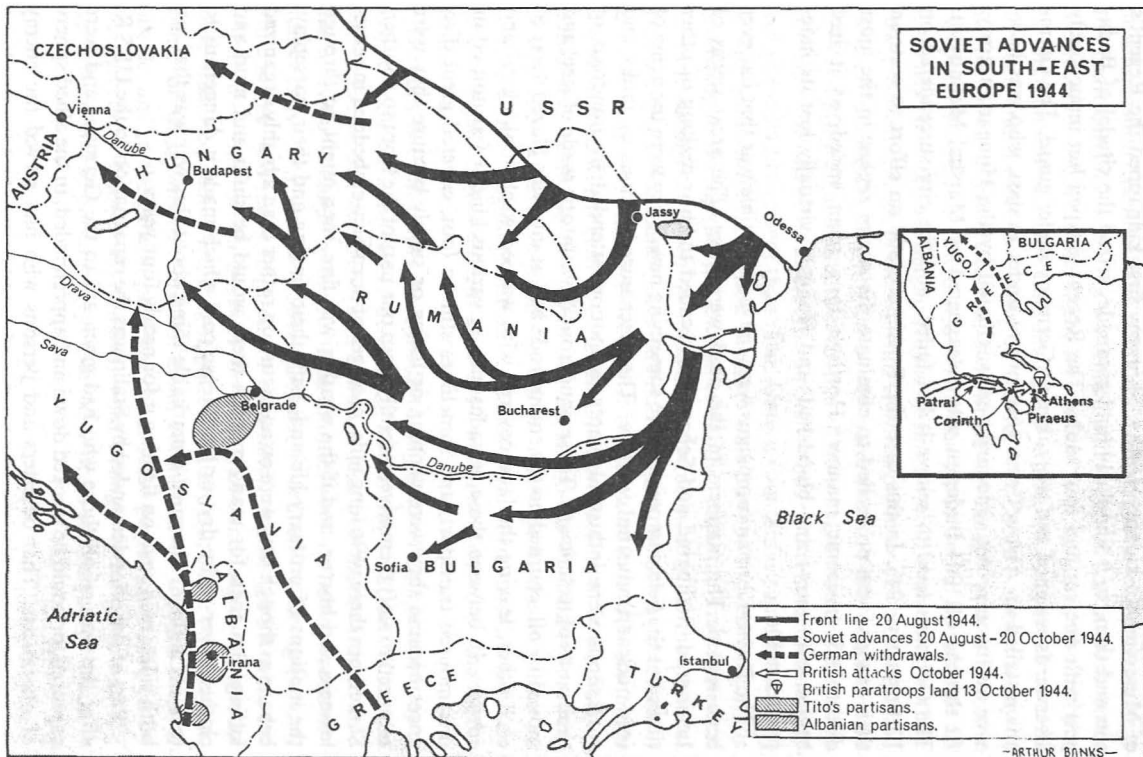 SOVIET ADVANCES
IN SOUTH-EAST
EUROPE 1944
CZECHOSLOVAKIA
USSR
Vienna
Danube
HUNGARY
AUSTRIA
Budapest
Jassy
Odessa
Drava
RUMANIA
Sava
Belgrade
Bucharest
Danube
YUGOSLAVIA
Black Sea
Sofia
BULGARIA
Adriatic
Sea
ALBANIA
Tirana
Istanbul
GREECE
TURKEY
ALBANIA
YUGO
BULGARIA
GREECE
Patrai
Athens
Piraeus
Corinth
Front line 20 August 1944.
Soviet advances 20 August–20 October 1944.
German withdrawals.
British attacks October 1944.
British paratroops land 13 October 1944.
Tito's partisans.
Albanian partisans.
—ARTHUR BANKS—